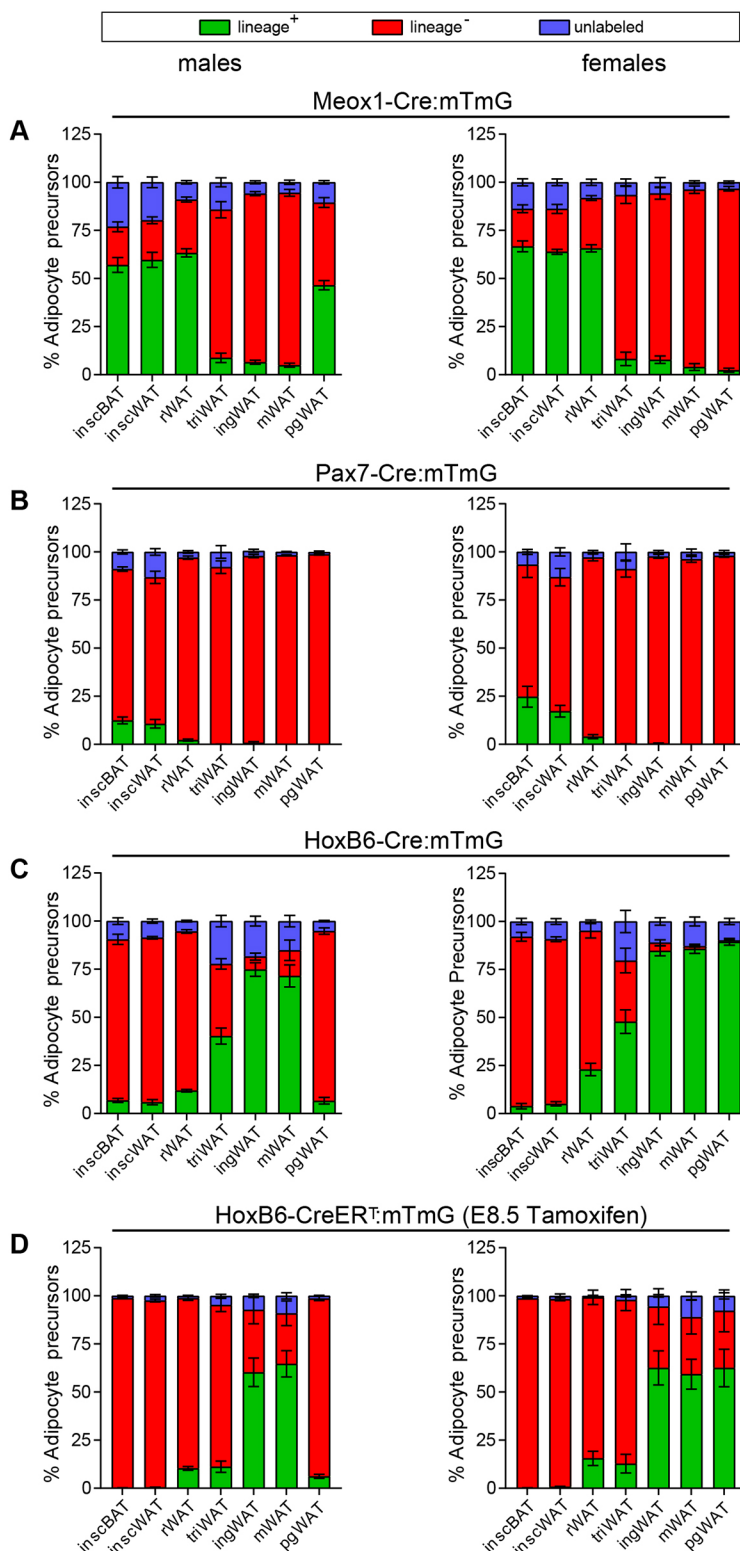 lineage+ lineage- unlabeled
males females
Meox1-Cre:mTmG
A
125
100
75
50
25
0
% Adipocyte precursors
inscBAT inscWAT rWAT triWAT ingWAT mWAT pgWAT
125
100
75
50
25
0
% Adipocyte precursors
inscBAT inscWAT rWAT triWAT ingWAT mWAT pgWAT
Pax7-Cre:mTmG
B
125
100
75
50
25
0
% Adipocyte precursors
inscBAT inscWAT rWAT triWAT ingWAT mWAT pgWAT
125
100
75
50
25
0
% Adipocyte precursors
inscBAT inscWAT rWAT triWAT ingWAT mWAT pgWAT
HoxB6-Cre:mTmG
C
125
100
75
50
25
0
% Adipocyte precursors
inscBAT inscWAT rWAT triWAT ingWAT mWAT pgWAT
125
100
75
50
25
0
% Adipocyte Precursors
inscBAT inscWAT rWAT triWAT ingWAT mWAT pgWAT
HoxB6-CreERᵀ:mTmG (E8.5 Tamoxifen)
D
125
100
75
50
25
0
% Adipocyte precursors
inscBAT inscWAT rWAT triWAT ingWAT mWAT pgWAT
125
100
75
50
25
0
% Adipocyte precursors
inscBAT inscWAT rWAT triWAT ingWAT mWAT pgWAT